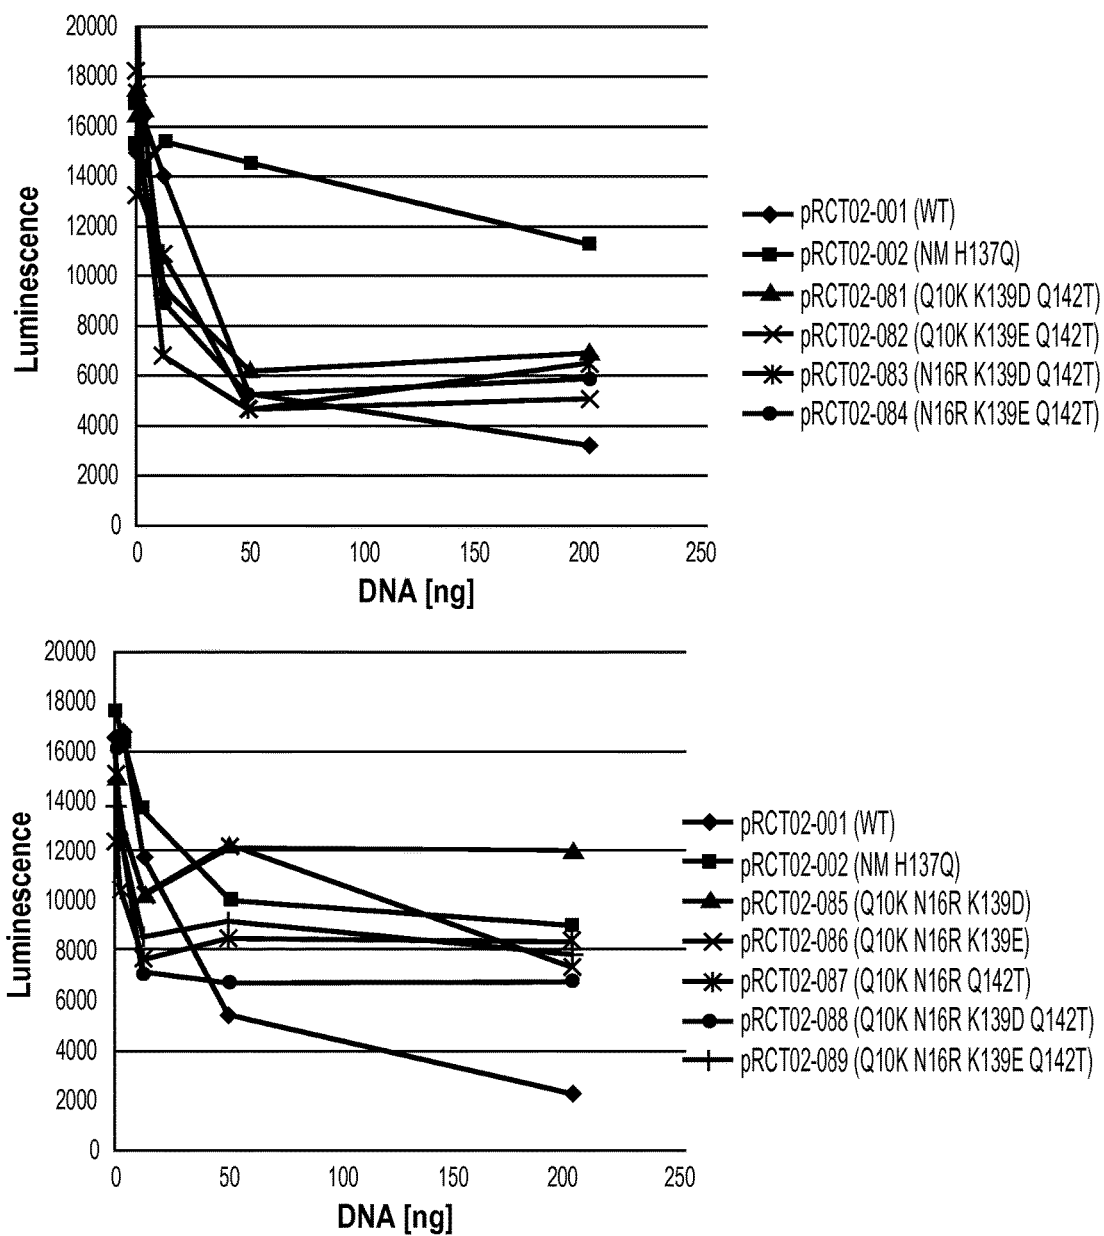 20000
18000
16000
14000
12000
10000
8000
6000
4000
2000
0
Luminescence
0 50 100 150 200 250
DNA [ng]
pRCT02-001 (WT)
pRCT02-002 (NM H137Q)
pRCT02-081 (Q10K K139D Q142T)
pRCT02-082 (Q10K K139E Q142T)
pRCT02-083 (N16R K139D Q142T)
pRCT02-084 (N16R K139E Q142T)
20000
18000
16000
14000
12000
10000
8000
6000
4000
2000
0
Luminescence
0 50 100 150 200 250
DNA [ng]
pRCT02-001 (WT)
pRCT02-002 (NM H137Q)
pRCT02-085 (Q10K N16R K139D)
pRCT02-086 (Q10K N16R K139E)
pRCT02-087 (Q10K N16R Q142T)
pRCT02-088 (Q10K N16R K139D Q142T)
pRCT02-089 (Q10K N16R K139E Q142T)